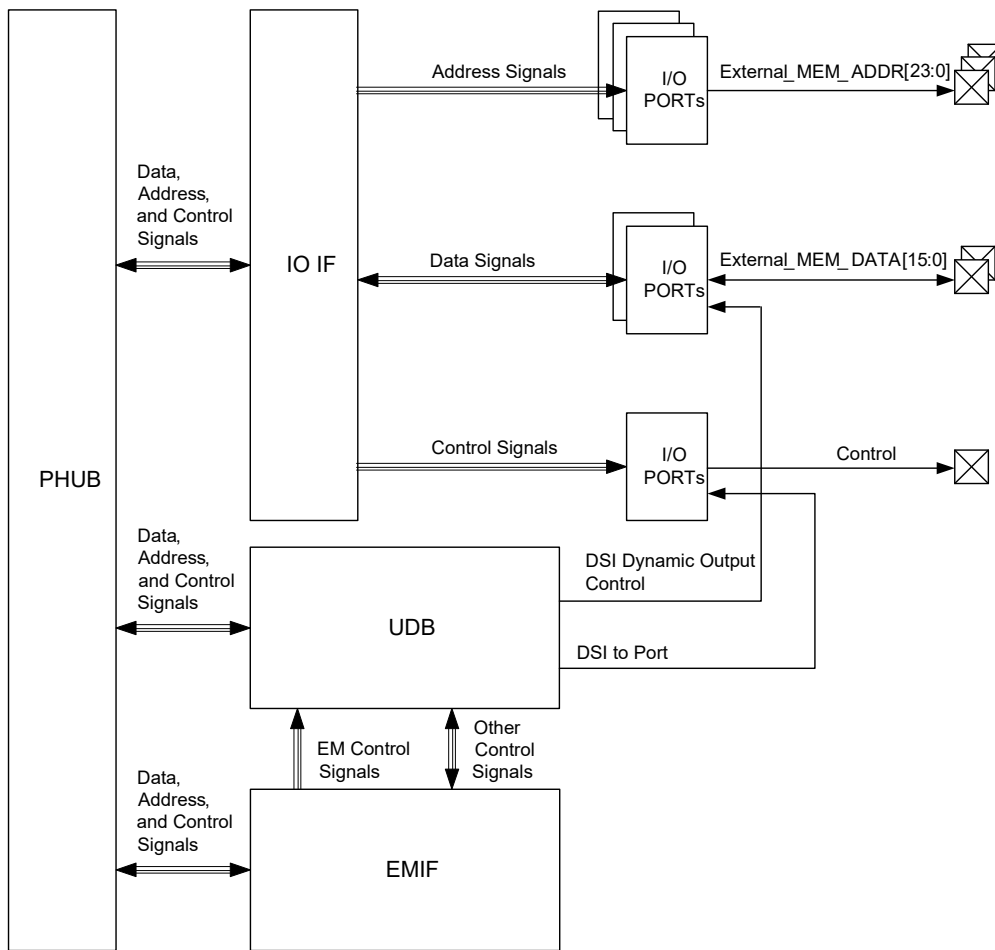 Address Signals
I/O
PORTs
External_MEM_ADDR[23:0]
Data,
Address,
and Control
Signals
IO IF
Data Signals
I/O
PORTs
External_MEM_DATA[15:0]
Control Signals
I/O
PORTs
Control
PHUB
Data,
Address,
and Control
Signals
UDB
DSI Dynamic Output
Control
DSI to Port
EM Control
Signals
Other
Control
Signals
Data,
Address,
and Control
Signals
EMIF